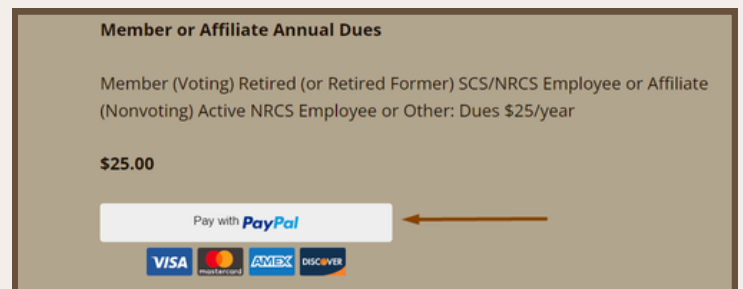 Member or Affiliate Annual Dues
Member (Voting) Retired (or Retired Former) SCS/NRCS Employee or Affiliate
(Nonvoting) Active NRCS Employee or Other: Dues $25/year
$25.00
Pay with PayPal
VISA mastercard AMEX DISCOVER